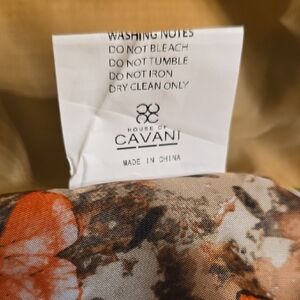 WASHING NOTES
DO NOT BLEACH
DO NOT TUMBLE
DO NOT IRON
DRY CLEAN ONLY
HOUSE OF
CAVANI
MADE IN CHINA